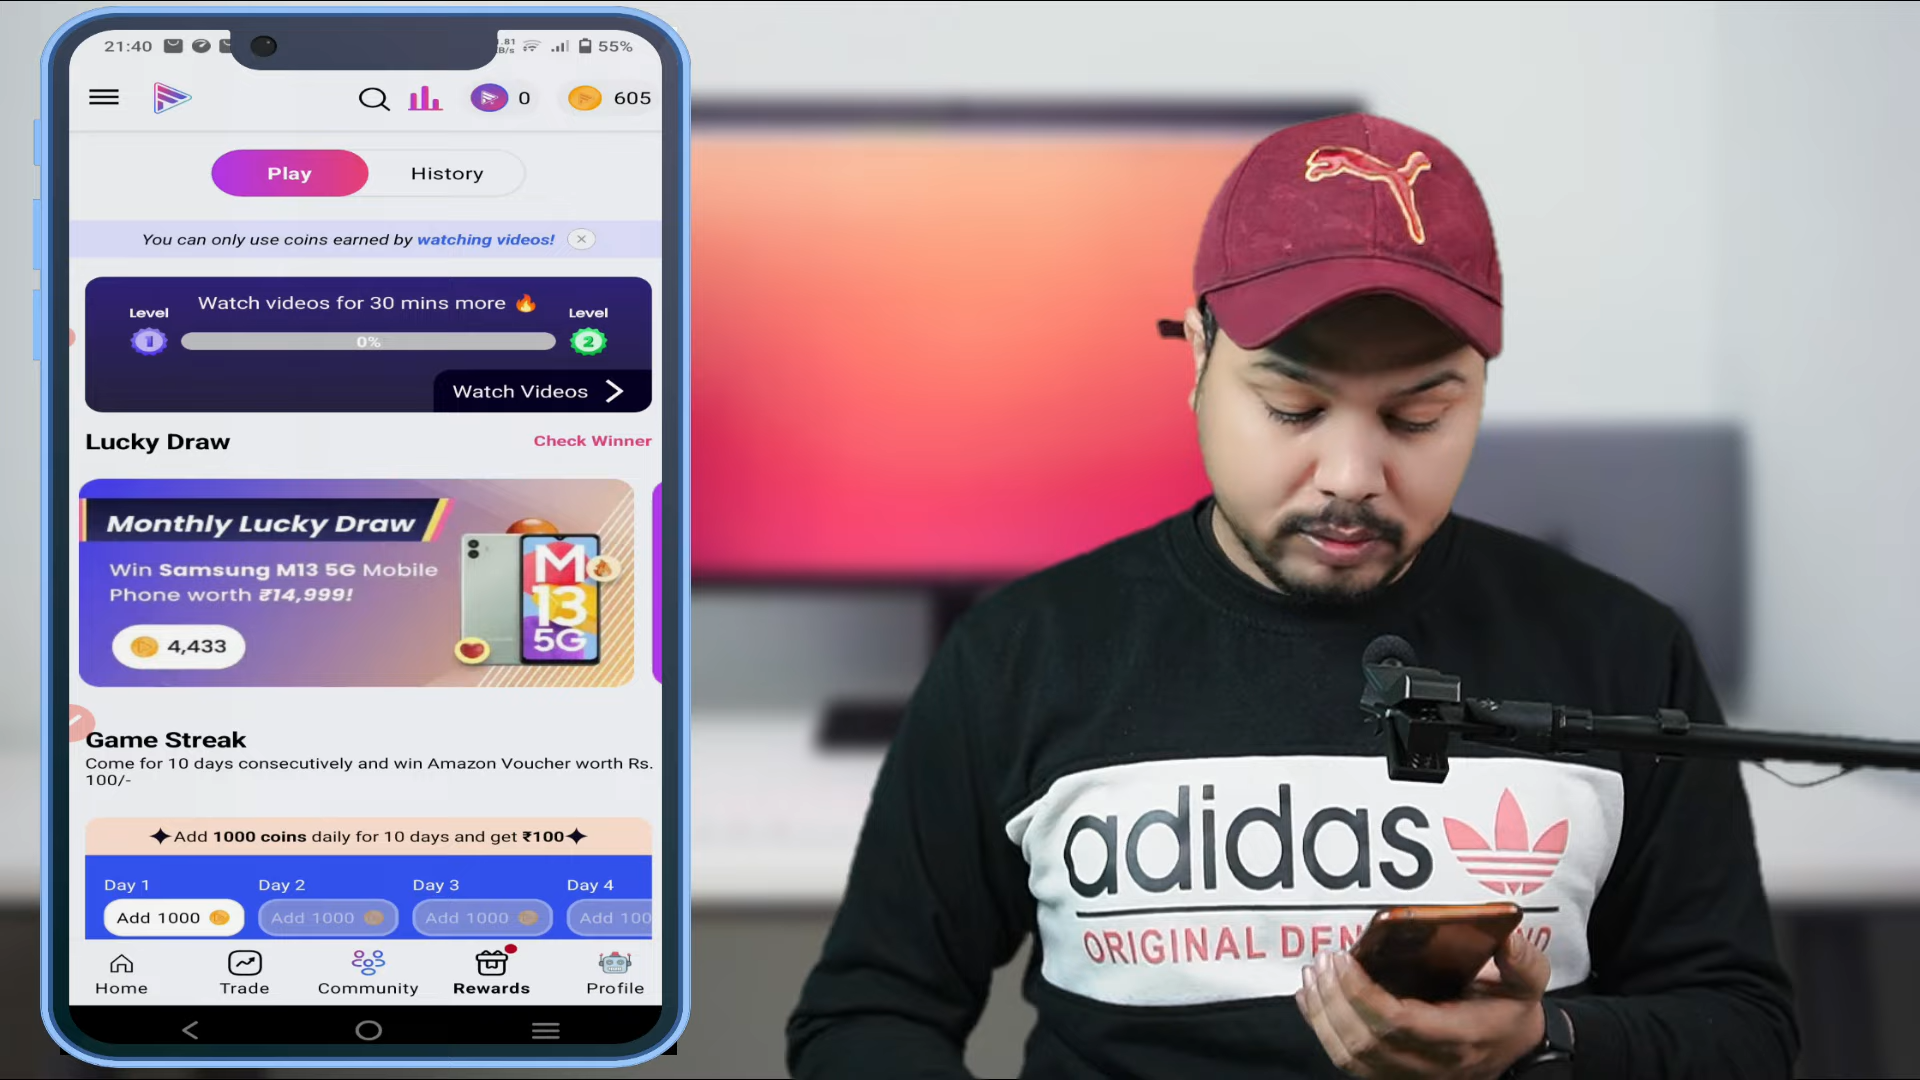 21:40
55%
0
605
Play
History
You can only use coins earned by watching videos!
Watch videos for 30 mins more
Level
Level
1
0%
2
Watch Videos
Lucky Draw
Check Winner
Monthly Lucky Draw
Win Samsung M13 5G Mobile
Phone worth ₹14,999!
4,433
M
13
5G
Game Streak
Come for 10 days consecutively and win Amazon Voucher worth Rs.
100/-
Add 1000 coins daily for 10 days and get ₹100
Day 1
Day 2
Day 3
Day 4
Add 1000
Add 1000
Add 1000
Add 100
Home
Trade
Community
Rewards
Profile
adidas
ORIGINAL